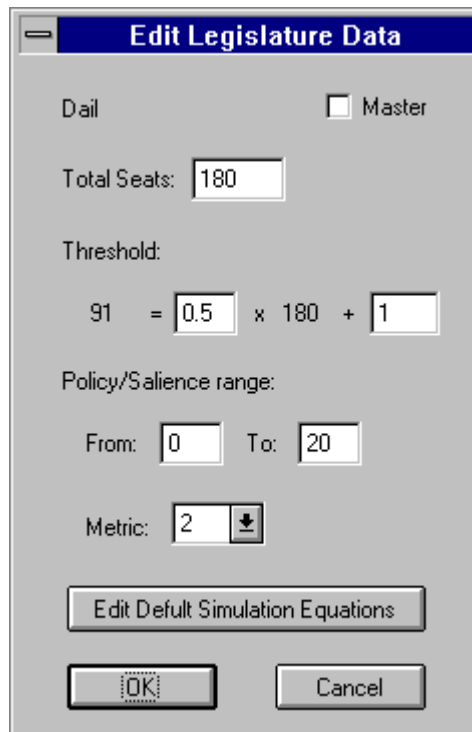 Edit Legislature Data
Dail Master
Total Seats: 180
Threshold:
91 = 0.5 x 180 + 1
Policy/Salience range:
From: 0 To: 20
Metric: 2
Edit Defult Simulation Equations
OK Cancel